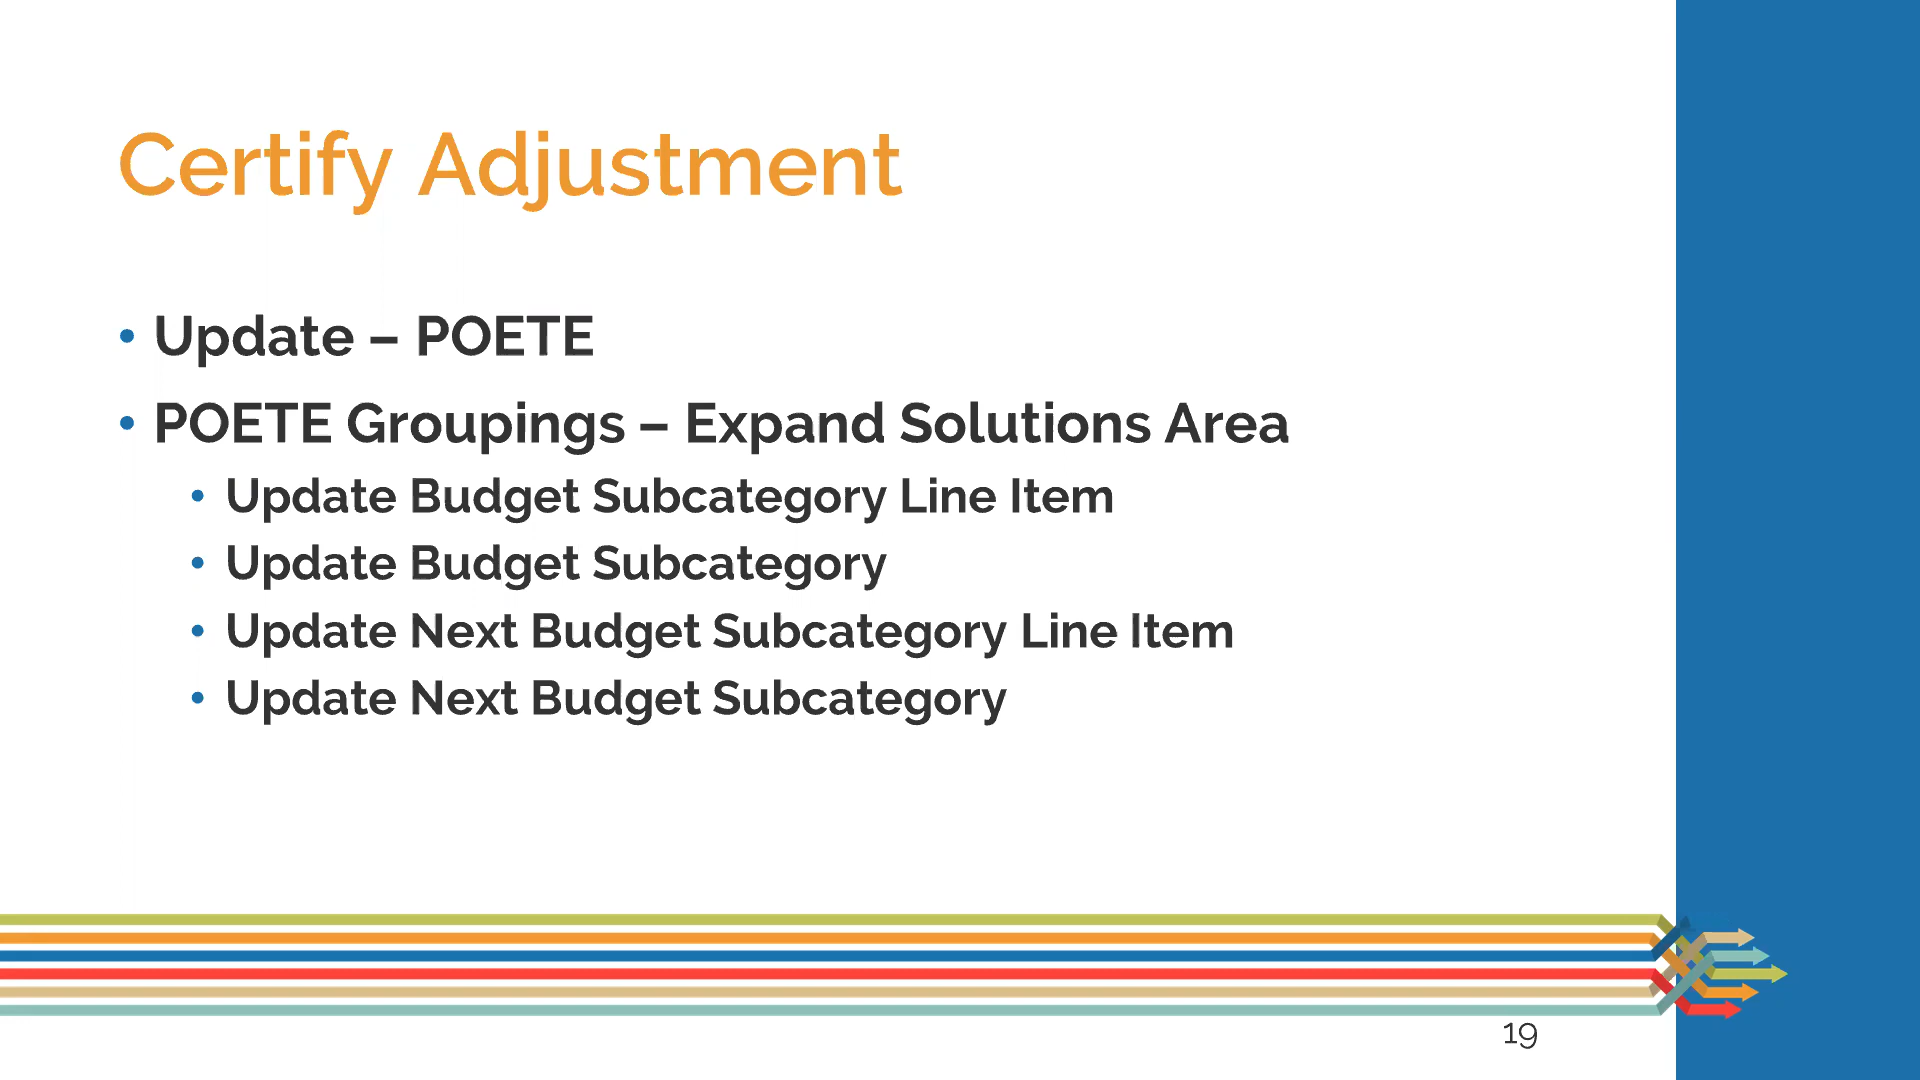 Certify Adjustment
• Update – POETE
• POETE Groupings – Expand Solutions Area
• Update Budget Subcategory Line Item
• Update Budget Subcategory
• Update Next Budget Subcategory Line Item
• Update Next Budget Subcategory
19